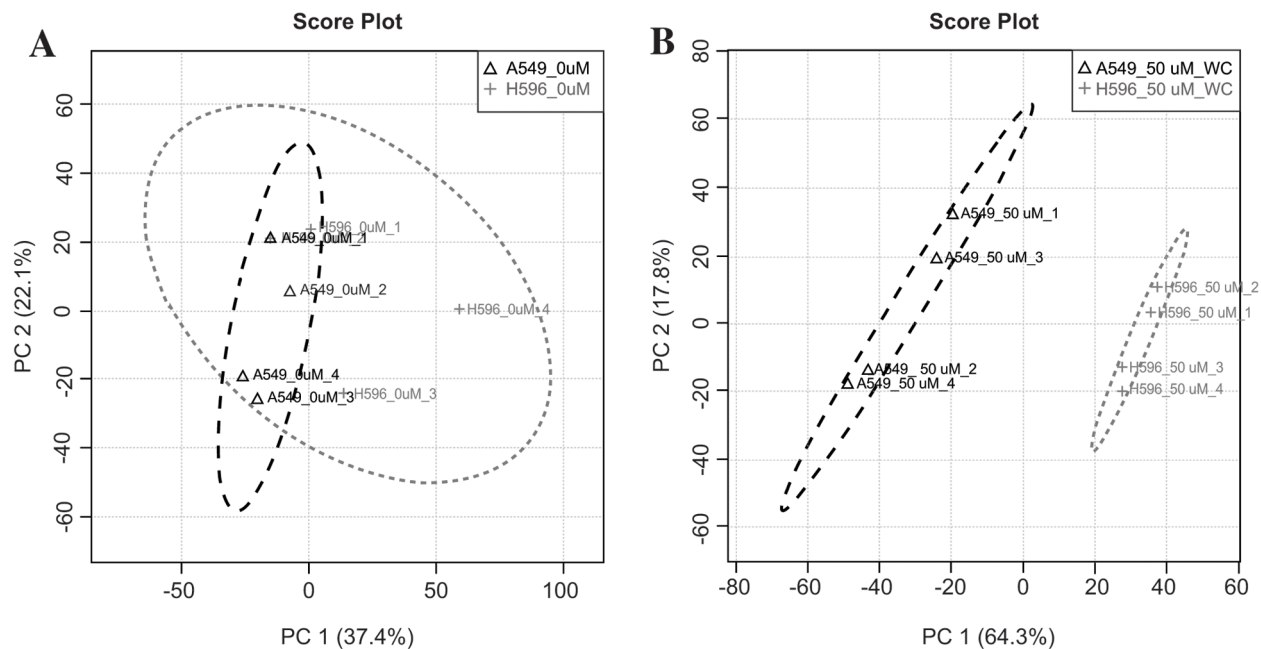 A
Score Plot
A549_0uM
H596_0uM
PC 2 (22.1%)
60
40
20
0
-20
-40
-60
H596_0uM_1
A549_0uM_1
A549_0uM_2
H596_0uM_4
A549_0uM_4
H596_0uM_3
A549_0uM_3
-50
0
50
100
PC 1 (37.4%)
B
Score Plot
A549_50 uM_WC
H596_50 uM_WC
PC 2 (17.8%)
80
60
40
20
0
-20
-40
-60
A549_50 uM_1
A549_50 uM_3
H596_50 uM_2
H596_50 uM_1
A549_ 50 uM_2
H596_50 uM_3
A549_50 uM_4
H596_50 uM_4
-80
-60
-40
-20
0
20
40
60
PC 1 (64.3%)